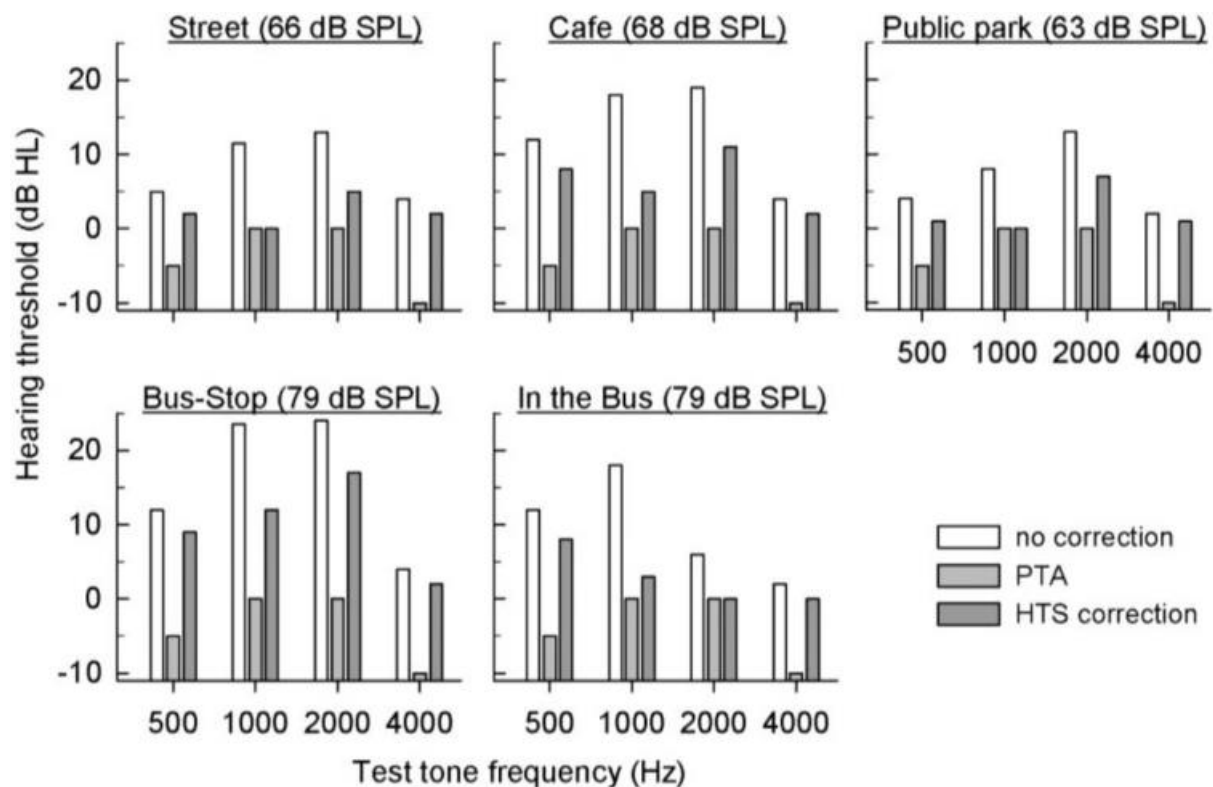 Street (66 dB SPL)
Cafe (68 dB SPL)
Public park (63 dB SPL)
20
10
0
-10
500 1000 2000 4000
Hearing threshold (dB HL)
Bus-Stop (79 dB SPL)
In the Bus (79 dB SPL)
20
10
0
-10
500 1000 2000 4000
500 1000 2000 4000
Test tone frequency (Hz)
no correction
PTA
HTS correction